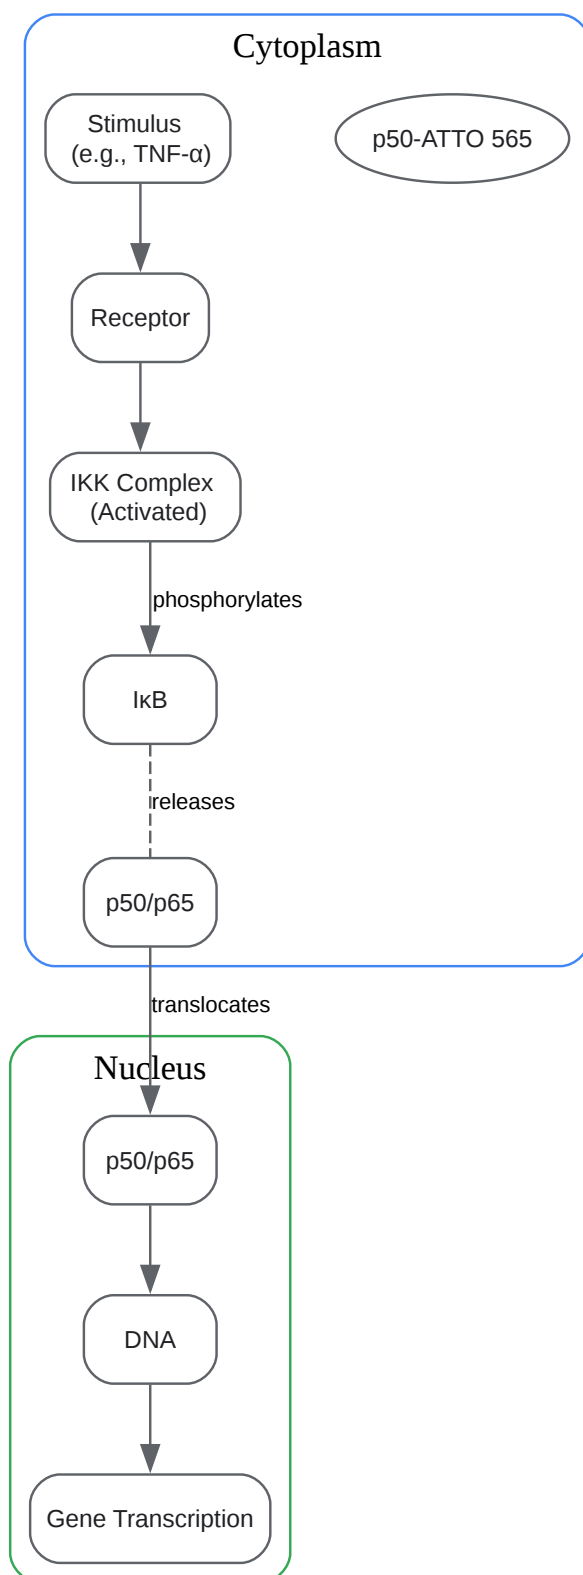 Cytoplasm
Stimulus
(e.g., TNF-α)
p50-ATTO 565
Receptor
IKK Complex
(Activated)
phosphorylates
IκB
releases
p50/p65
translocates
Nucleus
p50/p65
DNA
Gene Transcription